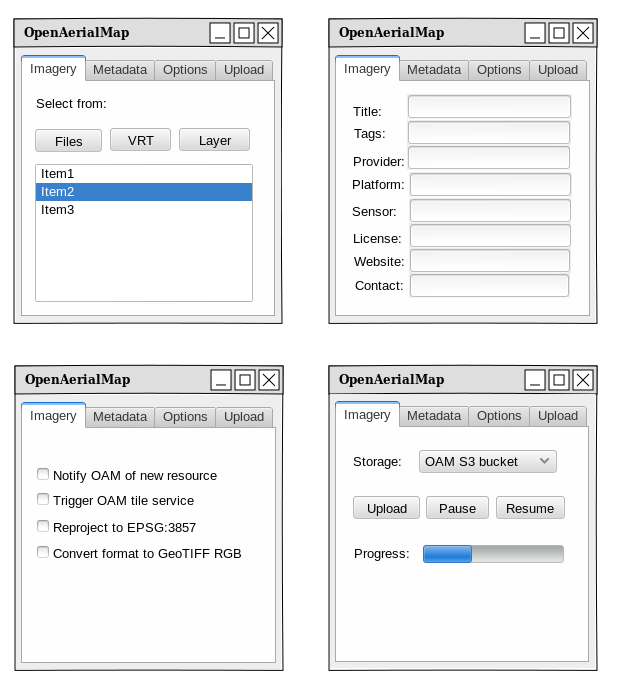 OpenAerialMap
Imagery Metadata Options Upload
Select from:
Files VRT Layer
Item1
Item2
Item3
OpenAerialMap
Imagery Metadata Options Upload
Title:
Tags:
Provider:
Platform:
Sensor:
License:
Website:
Contact:
OpenAerialMap
Imagery Metadata Options Upload
Notify OAM of new resource
Trigger OAM tile service
Reproject to EPSG:3857
Convert format to GeoTIFF RGB
OpenAerialMap
Imagery Metadata Options Upload
Storage: OAM S3 bucket
Upload Pause Resume
Progress: